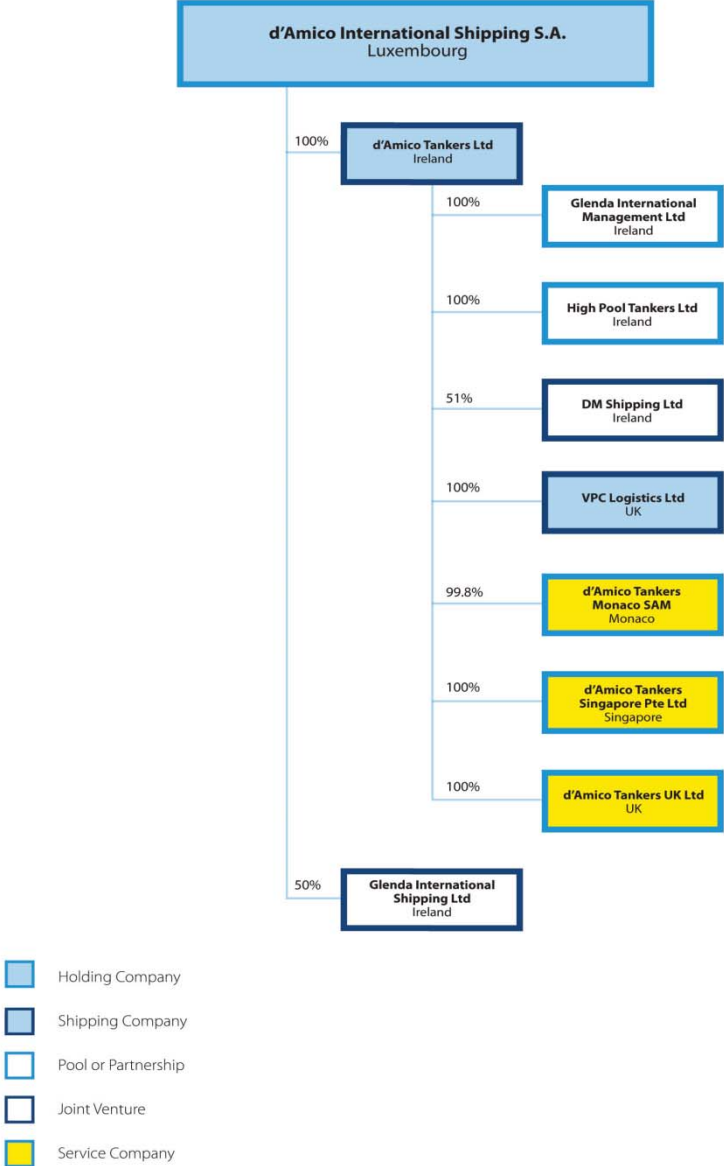 d’Amico International Shipping S.A.
Luxembourg
100%
d’Amico Tankers Ltd
Ireland
100%
Glenda International
Management Ltd
Ireland
100%
High Pool Tankers Ltd
Ireland
51%
DM Shipping Ltd
Ireland
100%
VPC Logistics Ltd
UK
99.8%
d’Amico Tankers
Monaco SAM
Monaco
100%
d’Amico Tankers
Singapore Pte Ltd
Singapore
100%
d’Amico Tankers UK Ltd
UK
50%
Glenda International
Shipping Ltd
Ireland
Holding Company
Shipping Company
Pool or Partnership
Joint Venture
Service Company